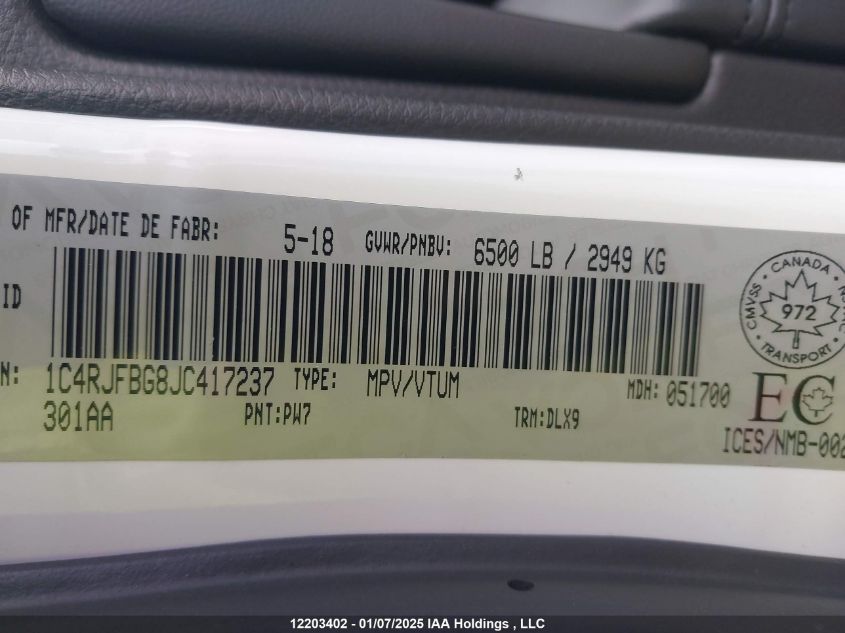 OF MFR/DATE DE FABR: 5-18 GVWR/PNBV: 6500 LB / 2949 KG
ID
CMVSS CANADA
972
TRANSPORT
N: 1C4RJFBG8JC417237 TYPE: MPV/VTUM MDH: 051700
301AA PNT:PW7 TRM:DLX9
EC
ICES/NMB-002
12203402 - 01/07/2025 IAA Holdings , LLC